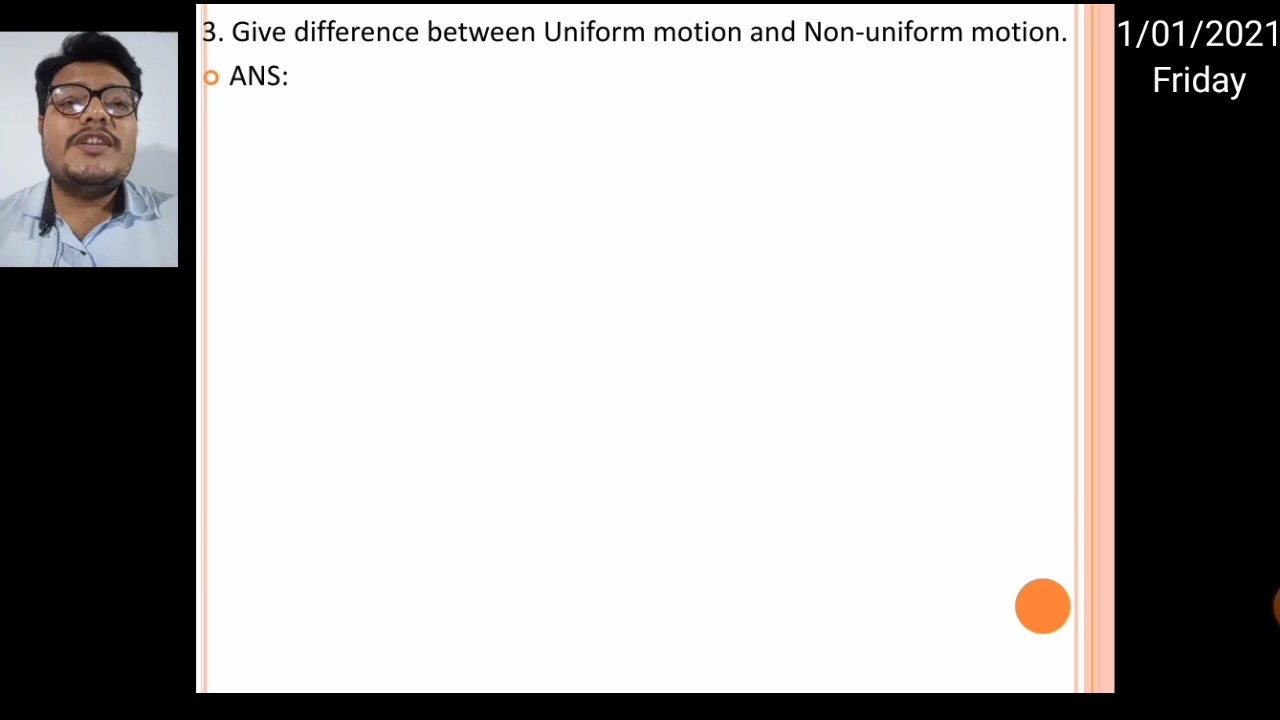 3. Give difference between Uniform motion and Non-uniform motion.
ANS:
1/01/2021
Friday